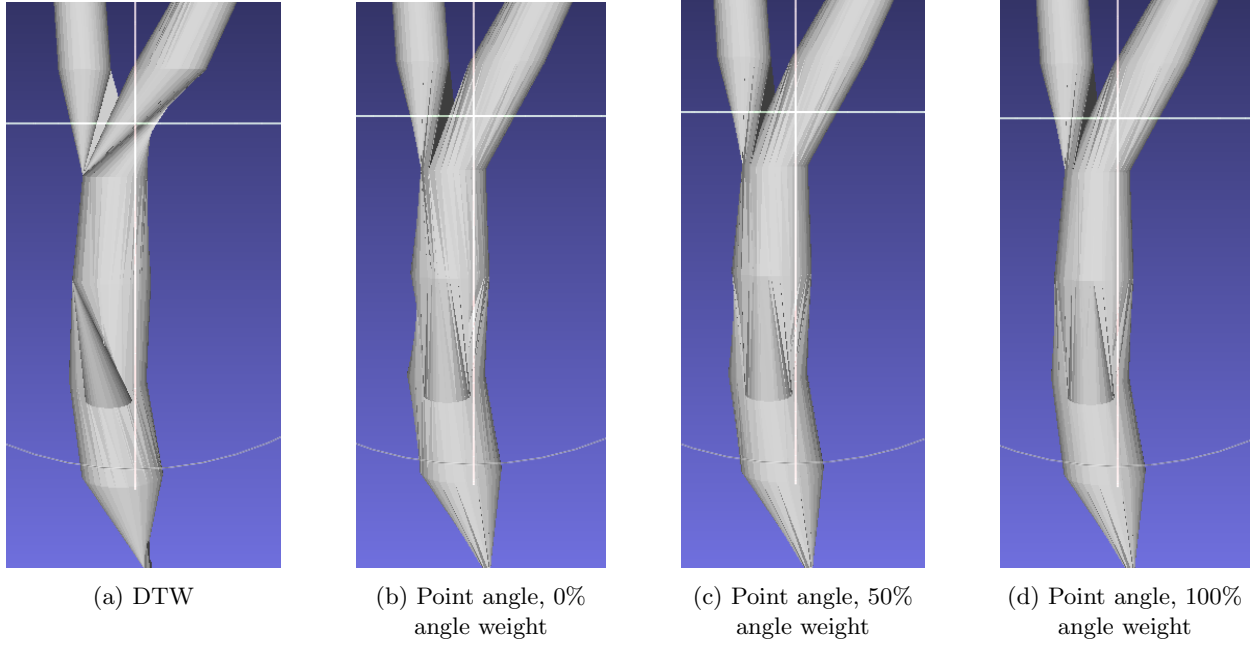 (a) DTW
(b) Point angle, 0%
angle weight
(c) Point angle, 50%
angle weight
(d) Point angle, 100%
angle weight